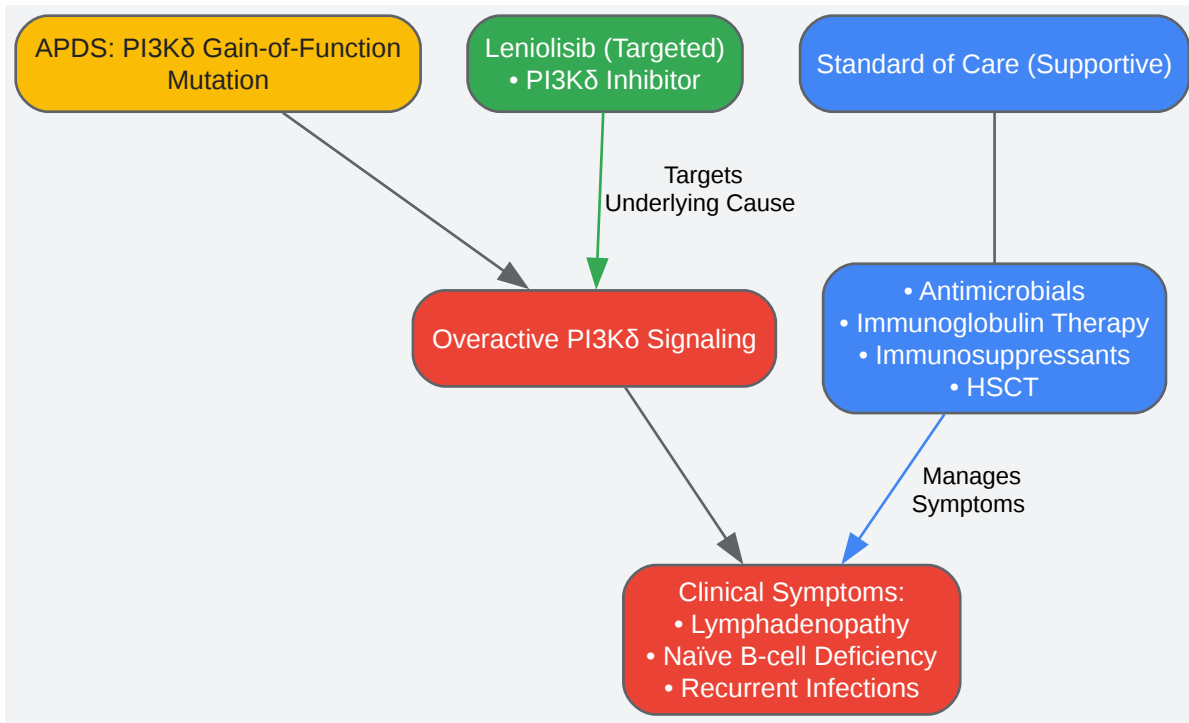 APDS: PI3Kδ Gain-of-Function
Mutation
Leniolisib (Targeted)
• PI3Kδ Inhibitor
Standard of Care (Supportive)
Targets
Underlying Cause
• Antimicrobials
• Immunoglobulin Therapy
• Immunosuppressants
• HSCT
Overactive PI3Kδ Signaling
Manages
Symptoms
Clinical Symptoms:
• Lymphadenopathy
• Naïve B-cell Deficiency
• Recurrent Infections